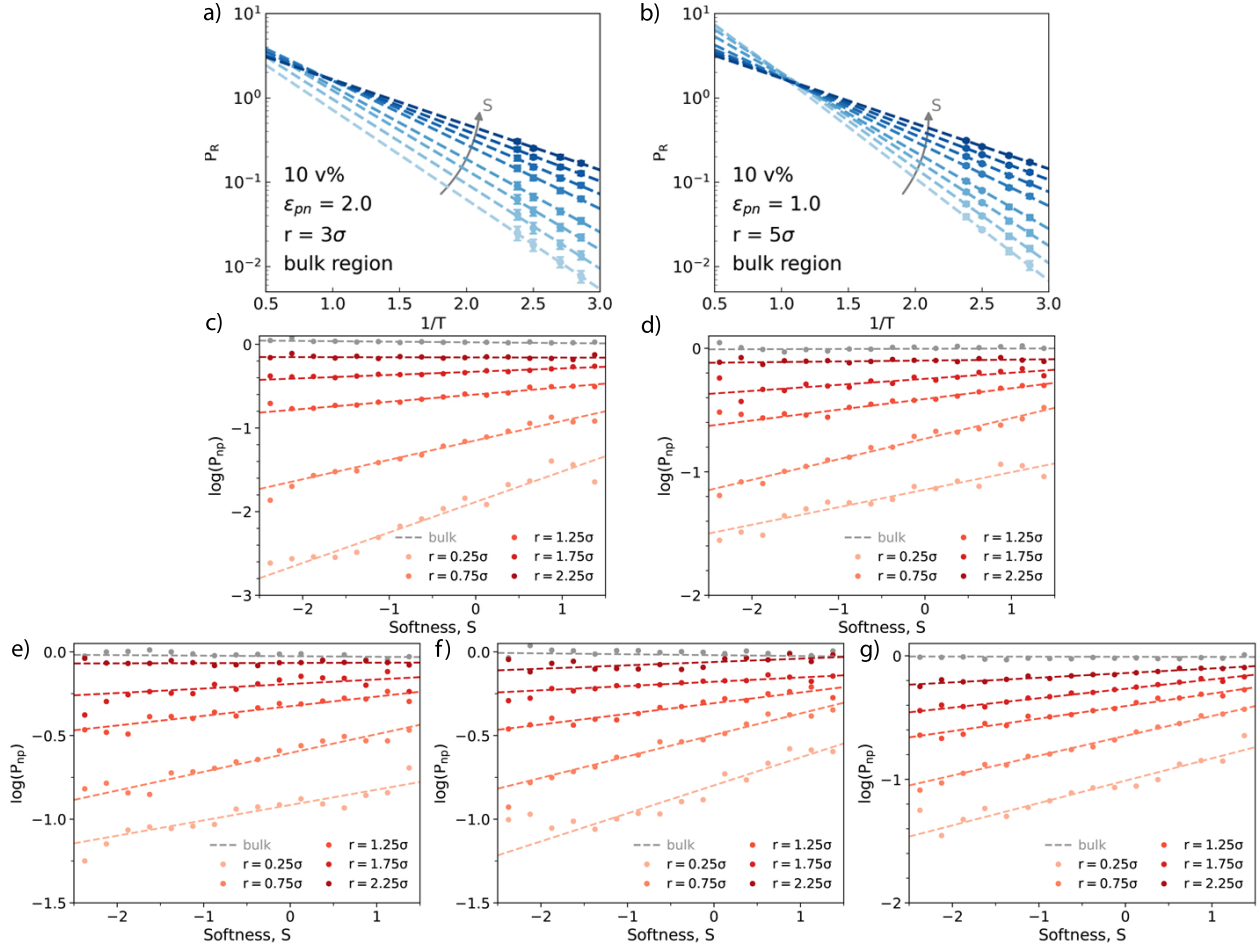 a)
10¹
10⁰
10⁻¹
10⁻²
P_R
S
10 v%
ε_pn = 2.0
r = 3σ
bulk region
0.5 1.0 1.5 2.0 2.5 3.0
1/T
b)
10¹
10⁰
10⁻¹
10⁻²
P_R
S
10 v%
ε_pn = 1.0
r = 5σ
bulk region
0.5 1.0 1.5 2.0 2.5 3.0
1/T
c)
0
−1
−2
−3
log(P_np)
bulk
r = 0.25σ
r = 0.75σ
r = 1.25σ
r = 1.75σ
r = 2.25σ
−2 −1 0 1
Softness, S
d)
0
−1
−2
log(P_np)
bulk
r = 0.25σ
r = 0.75σ
r = 1.25σ
r = 1.75σ
r = 2.25σ
−2 −1 0 1
Softness, S
e)
0.0
−0.5
−1.0
−1.5
log(P_np)
bulk
r = 0.25σ
r = 0.75σ
r = 1.25σ
r = 1.75σ
r = 2.25σ
−2 −1 0 1
Softness, S
f)
0.0
−0.5
−1.0
−1.5
log(P_np)
bulk
r = 0.25σ
r = 0.75σ
r = 1.25σ
r = 1.75σ
r = 2.25σ
−2 −1 0 1
Softness, S
g)
0
−1
−2
log(P_np)
bulk
r = 0.25σ
r = 0.75σ
r = 1.25σ
r = 1.75σ
r = 2.25σ
−2 −1 0 1
Softness, S